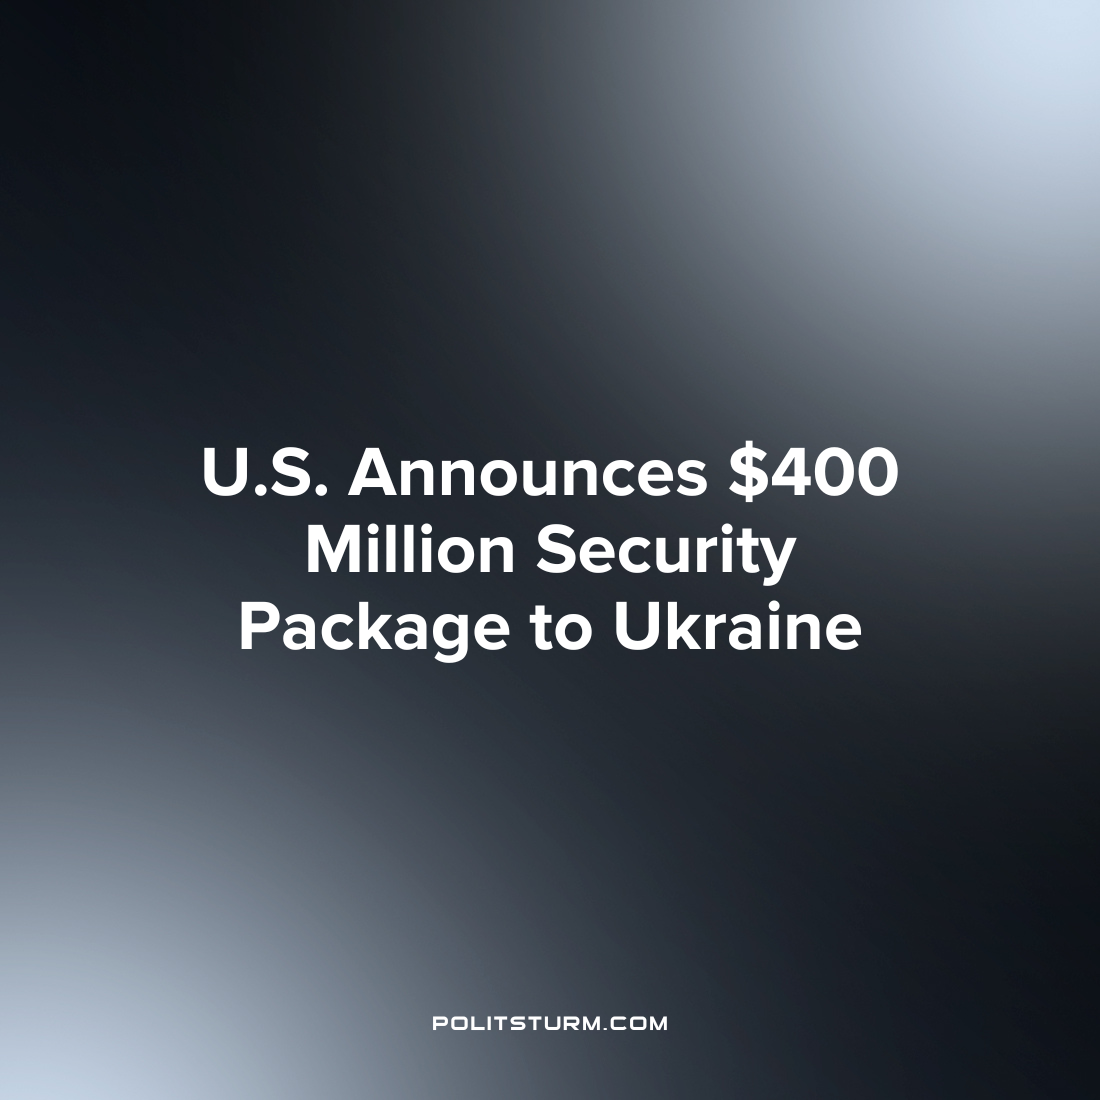 U.S. Announces $400
Million Security
Package to Ukraine
POLITSTURM.COM